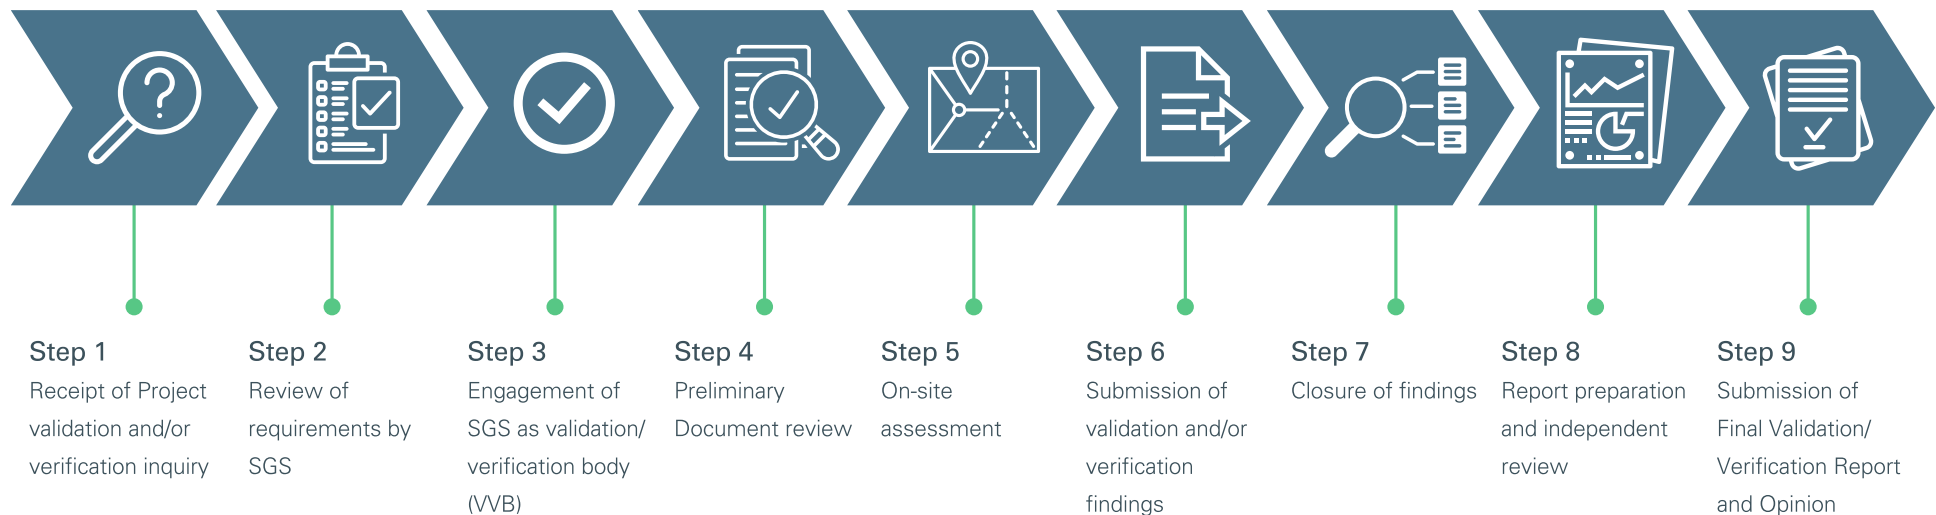 Step 1
Receipt of Project
validation and/or
verification inquiry
Step 2
Review of
requirements by
SGS
Step 3
Engagement of
SGS as validation/
verification body
(VVB)
Step 4
Preliminary
Document review
Step 5
On-site
assessment
Step 6
Submission of
validation and/or
verification
findings
Step 7
Closure of findings
Step 8
Report preparation
and independent
review
Step 9
Submission of
Final Validation/
Verification Report
and Opinion